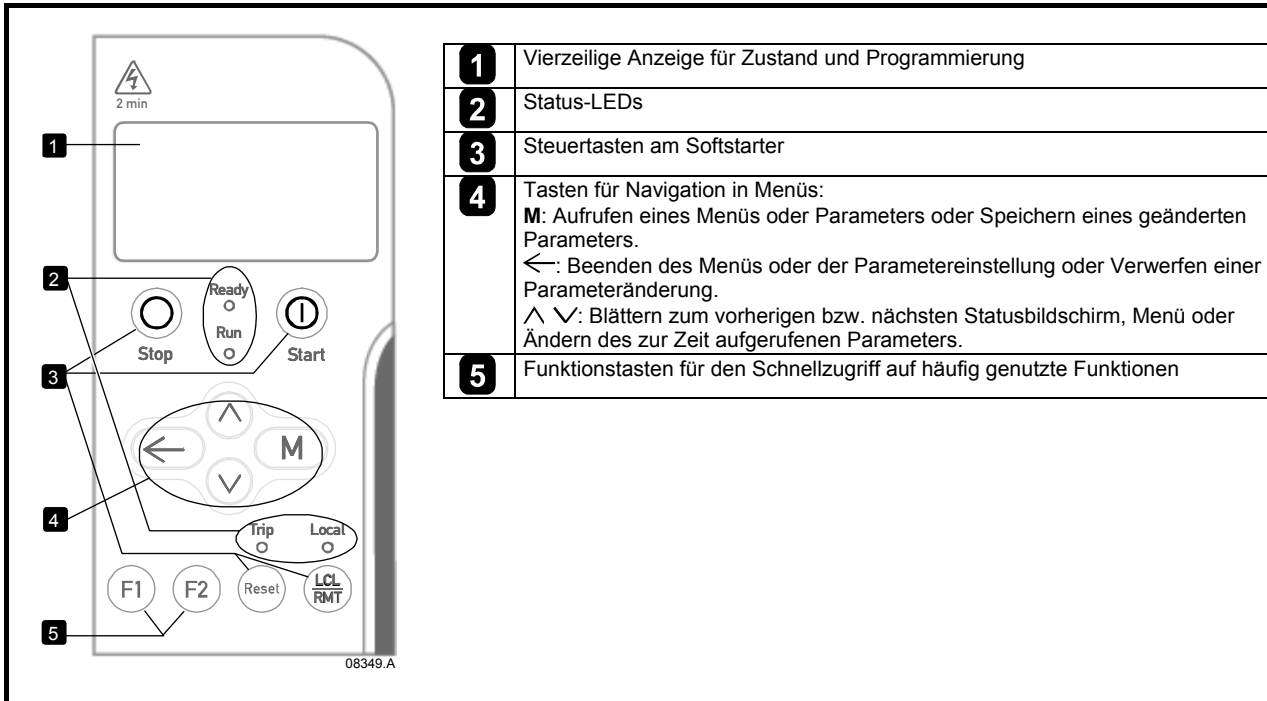 2 min
1
2
Ready
Run
Stop
Start
3
M
4
Trip
Local
F1
F2
Reset
LCL
RMT
5
08349.A
1
Vierzeilige Anzeige für Zustand und Programmierung
2
Status-LEDs
3
Steuertasten am Softstarter
4
Tasten für Navigation in Menüs:
M: Aufrufen eines Menüs oder Parameters oder Speichern eines geänderten
Parameters.
←: Beenden des Menüs oder der Parametereinstellung oder Verwerfen einer
Parameteränderung.
∧ ∨: Blättern zum vorherigen bzw. nächsten Statusbildschirm, Menü oder
Ändern des zur Zeit aufgerufenen Parameters.
5
Funktionstasten für den Schnellzugriff auf häufig genutzte Funktionen